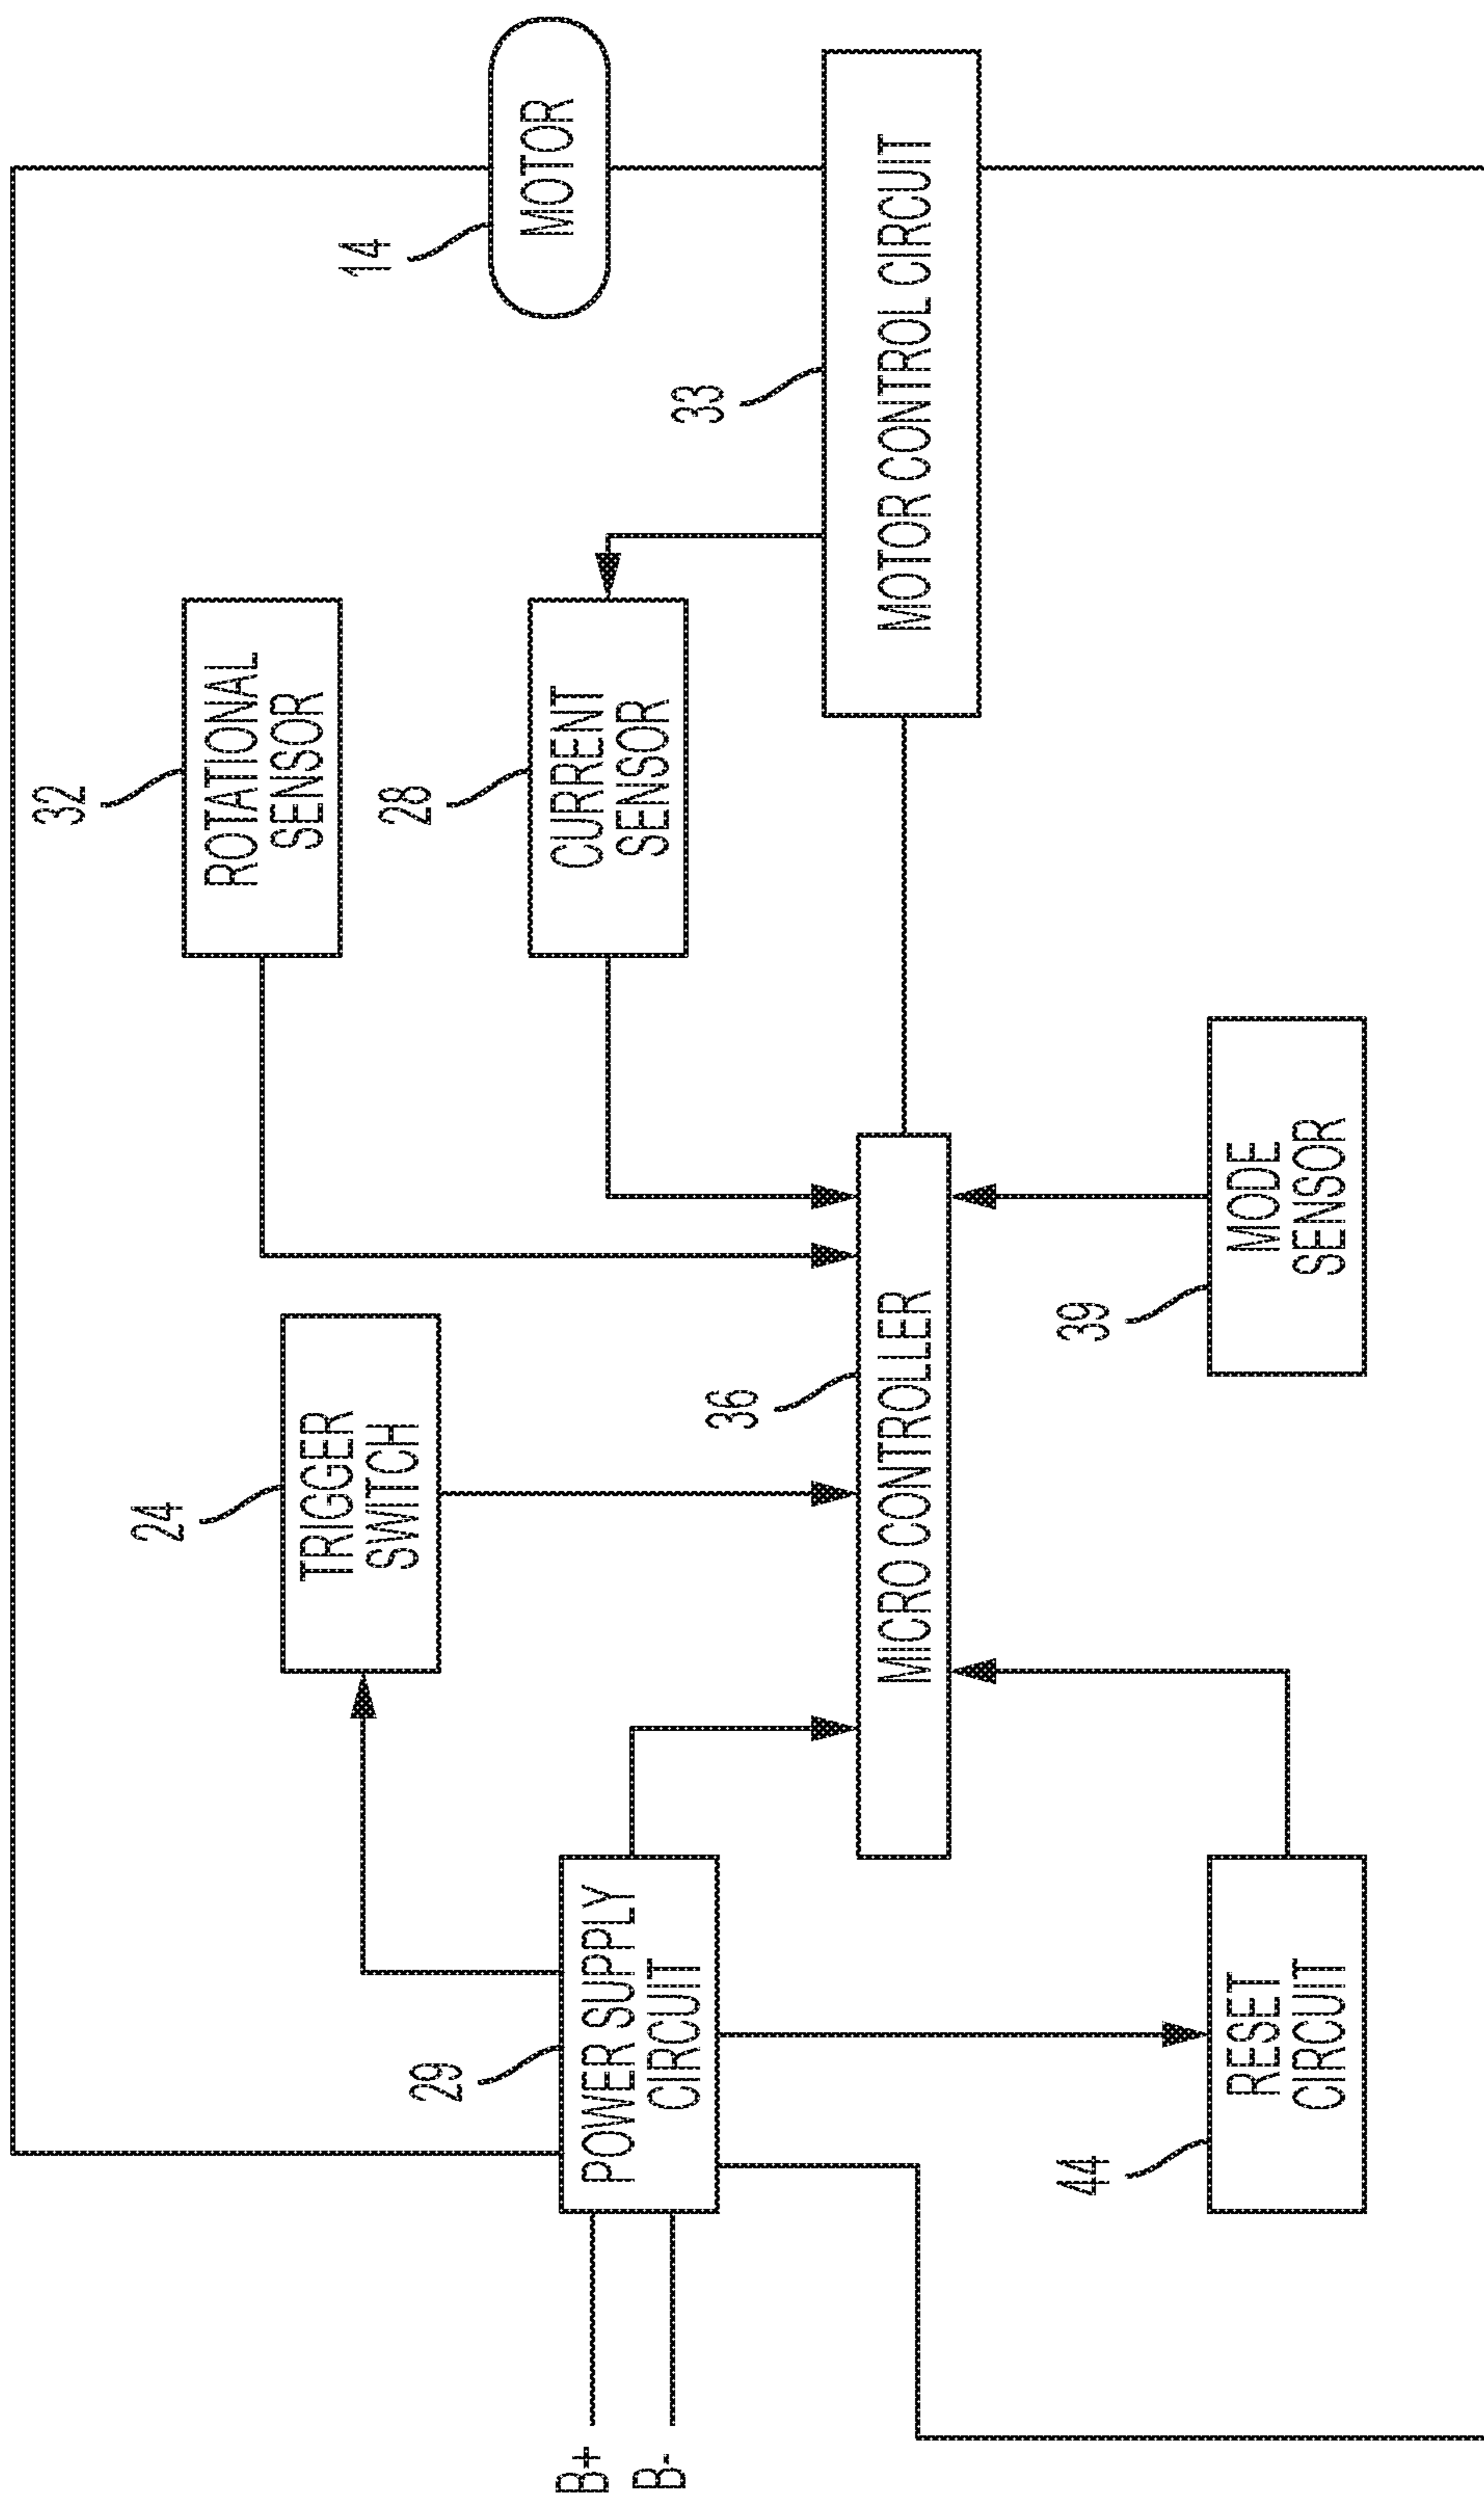 32
ROTATIONAL
SENSOR
14
MOTOR
24
TRIGGER
SWITCH
28
CURRENT
SENSOR
33
MOTOR CONTROL CIRCUIT
29
B+
B-
POWER SUPPLY
CIRCUIT
36
MICRO CONTROLLER
44
RESET
CIRCUIT
39
MODE
SENSOR